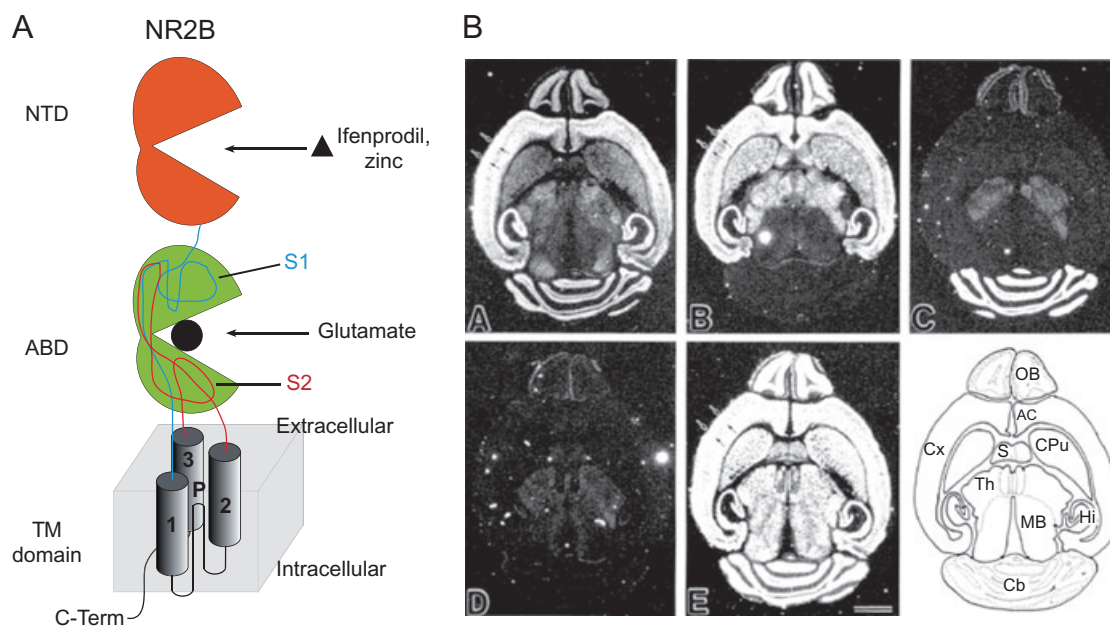 A
NR2B
NTD
Ifenprodil,
zinc
S1
Glutamate
ABD
S2
Extracellular
3
P
2
1
TM
domain
Intracellular
C-Term
B
A
B
C
D
E
OB
AC
Cx
S
CPu
Th
MB
Hi
Cb